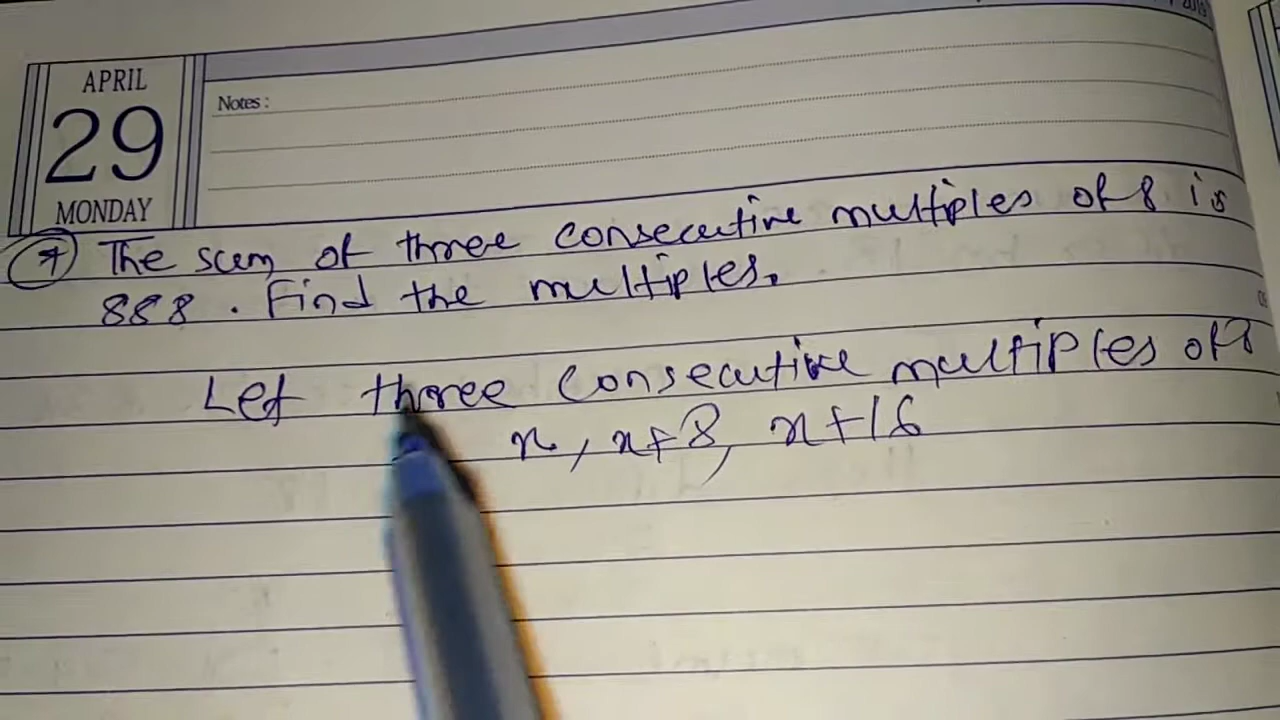 APRIL
29
MONDAY
Notes :
7 The sum of three consecutive multiples of 8 is
888. Find the multiples.
Let three consecutive multiples of 8
x, x+8, x+16